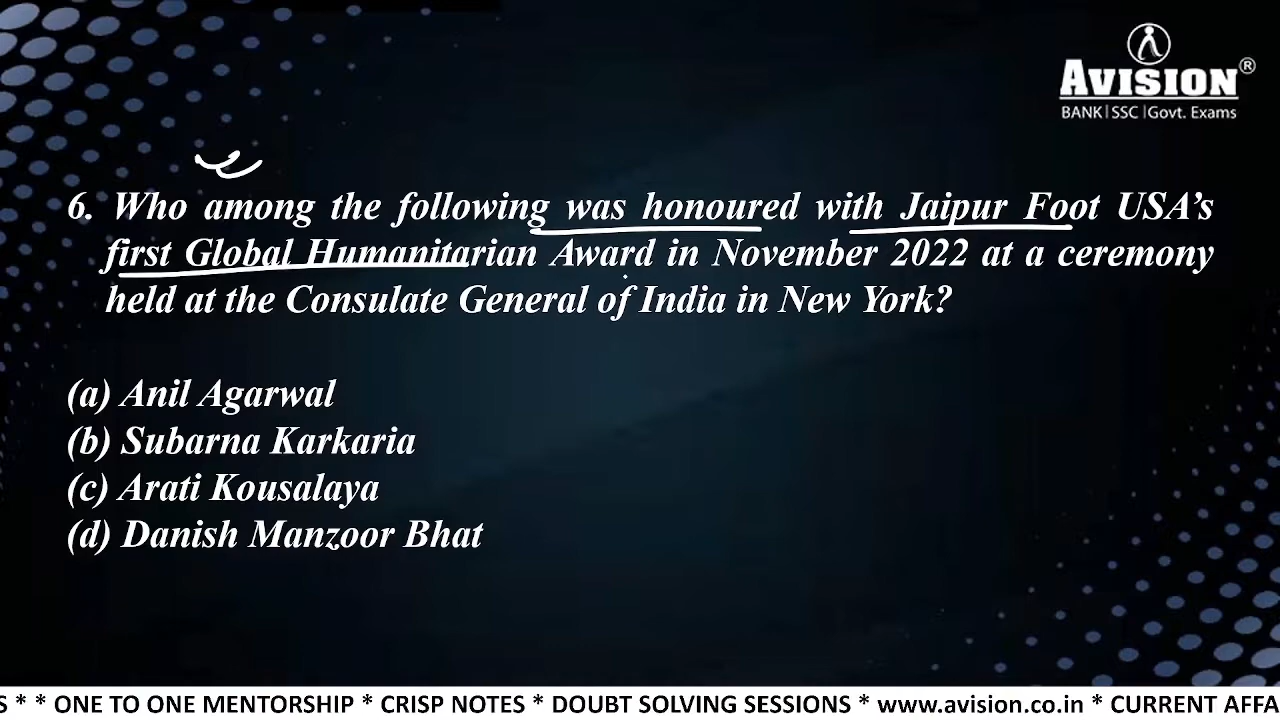 AVISION®
BANK|SSC|Govt. Exams
6. Who among the following was honoured with Jaipur Foot USA's
first Global Humanitarian Award in November 2022 at a ceremony
held at the Consulate General of India in New York?
(a) Anil Agarwal
(b) Subarna Karkaria
(c) Arati Kousalaya
(d) Danish Manzoor Bhat
S * * ONE TO ONE MENTORSHIP * CRISP NOTES * DOUBT SOLVING SESSIONS * www.avision.co.in * CURRENT AFFA